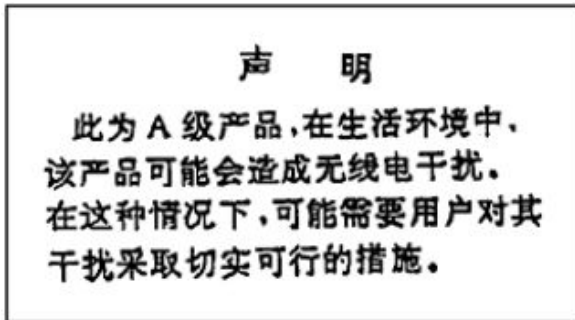 声 明
此为 A 级产品,在生活环境中,
该产品可能会造成无线电干扰。
在这种情况下,可能需要用户对其
干扰采取切实可行的措施。